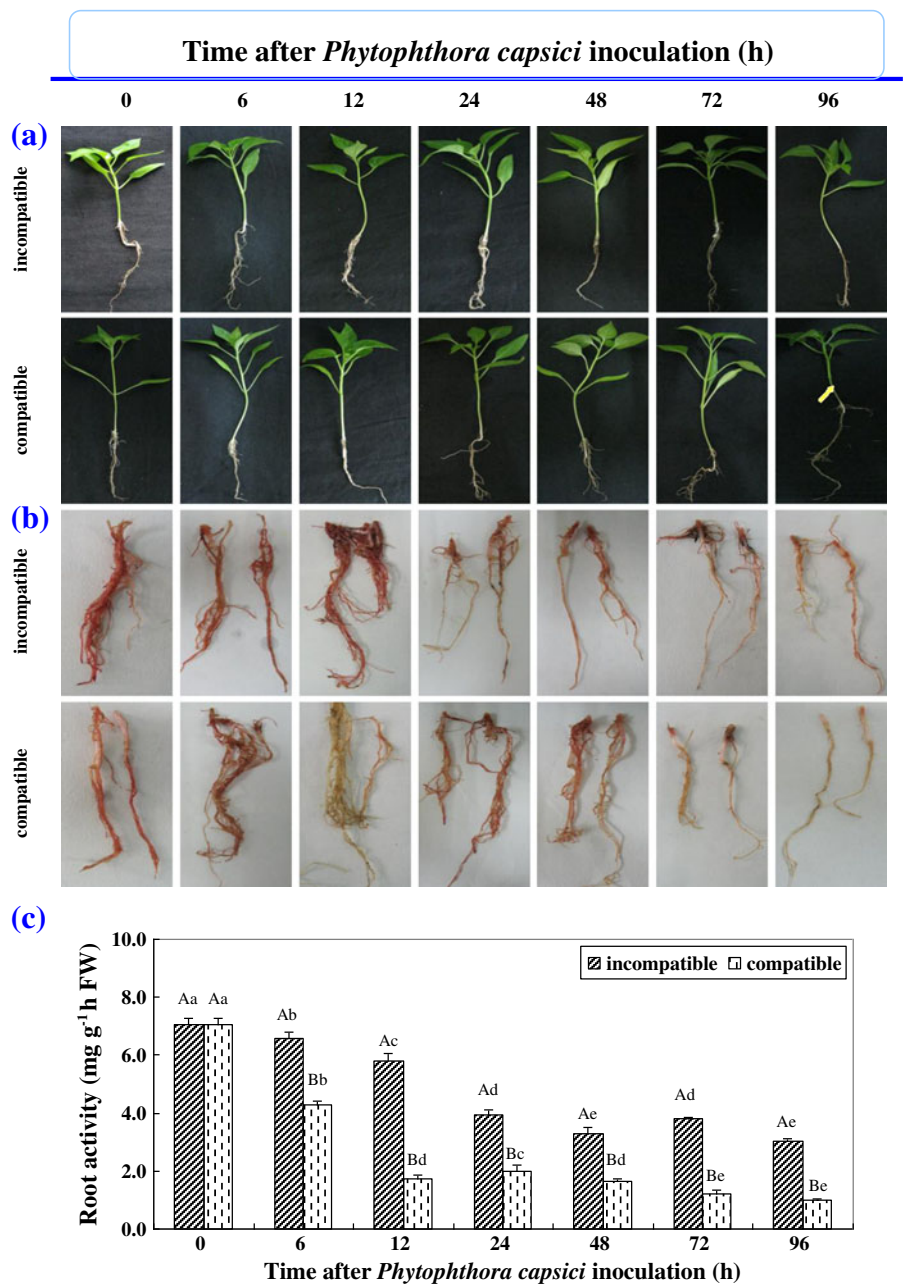 Time after Phytophthora capsici inoculation (h)
0 6 12 24 48 72 96
(a)
incompatible
compatible
(b)
incompatible
compatible
(c)
Root activity (mg g-1 h FW)
10.0
8.0
6.0
4.0
2.0
0.0
incompatible compatible
Aa Aa Ab Bb Ac Bd Ad Bc Ae Bd Ad Be Ae Be
0 6 12 24 48 72 96
Time after Phytophthora capsici inoculation (h)